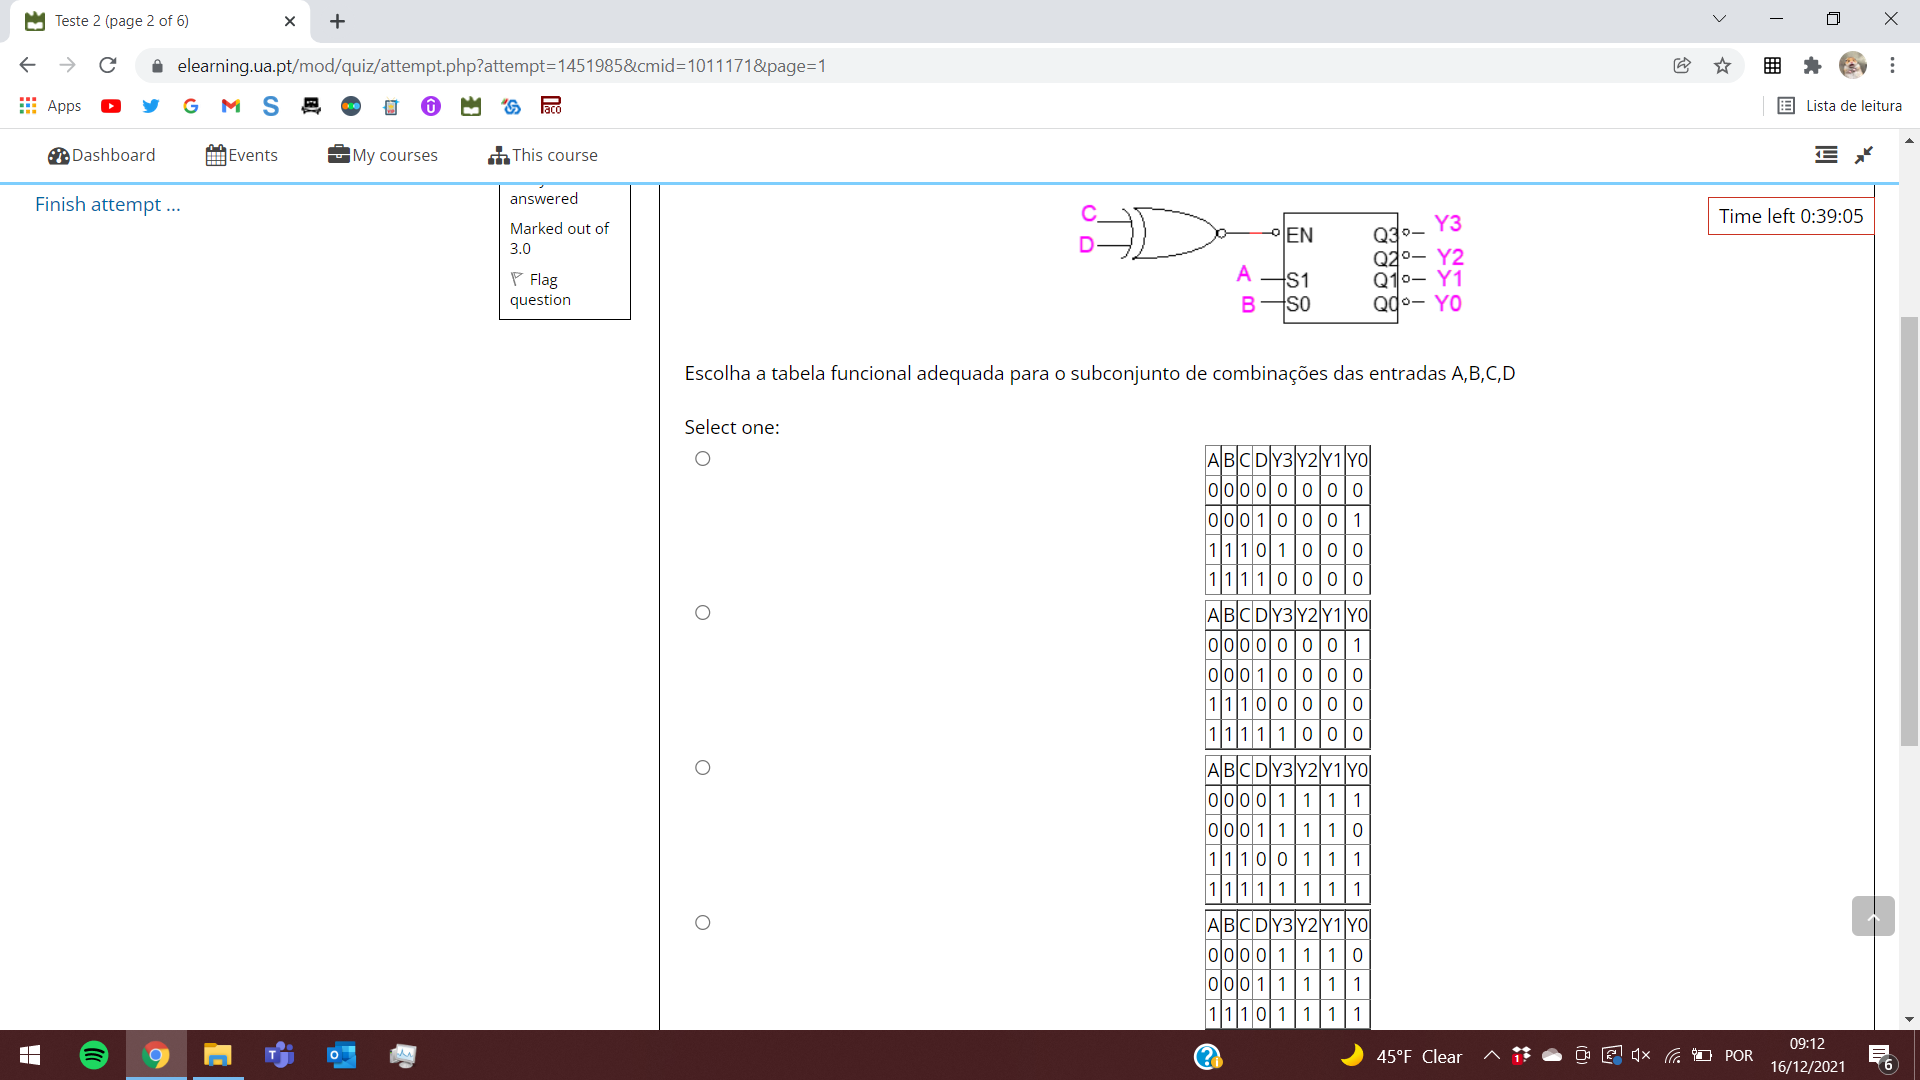 Teste 2 (page 2 of 6)
elearning.ua.pt/mod/quiz/attempt.php?attempt=1451985&cmid=1011171&page=1
Apps
Paco
Lista de leitura
Dashboard
Events
My courses
This course
Finish attempt ...
answered
Marked out of
3.0
Flag
question
Time left 0:39:05
C
D
A
B
EN
S1
S0
Q3
Q2
Q1
Q0
Y3
Y2
Y1
Y0
Escolha a tabela funcional adequada para o subconjunto de combinações das entradas A,B,C,D
Select one:
A B C D Y3 Y2 Y1 Y0
0 0 0 0 0 0 0 0
0 0 0 1 0 0 0 1
1 1 1 0 1 0 0 0
1 1 1 1 0 0 0 0
A B C D Y3 Y2 Y1 Y0
0 0 0 0 0 0 0 1
0 0 0 1 0 0 0 0
1 1 1 0 0 0 0 0
1 1 1 1 1 0 0 0
A B C D Y3 Y2 Y1 Y0
0 0 0 0 1 1 1 1
0 0 0 1 1 1 1 0
1 1 1 0 0 1 1 1
1 1 1 1 1 1 1 1
A B C D Y3 Y2 Y1 Y0
0 0 0 0 1 1 1 0
0 0 0 1 1 1 1 1
1 1 1 0 1 1 1 1
45°F Clear
POR
09:12
16/12/2021
6